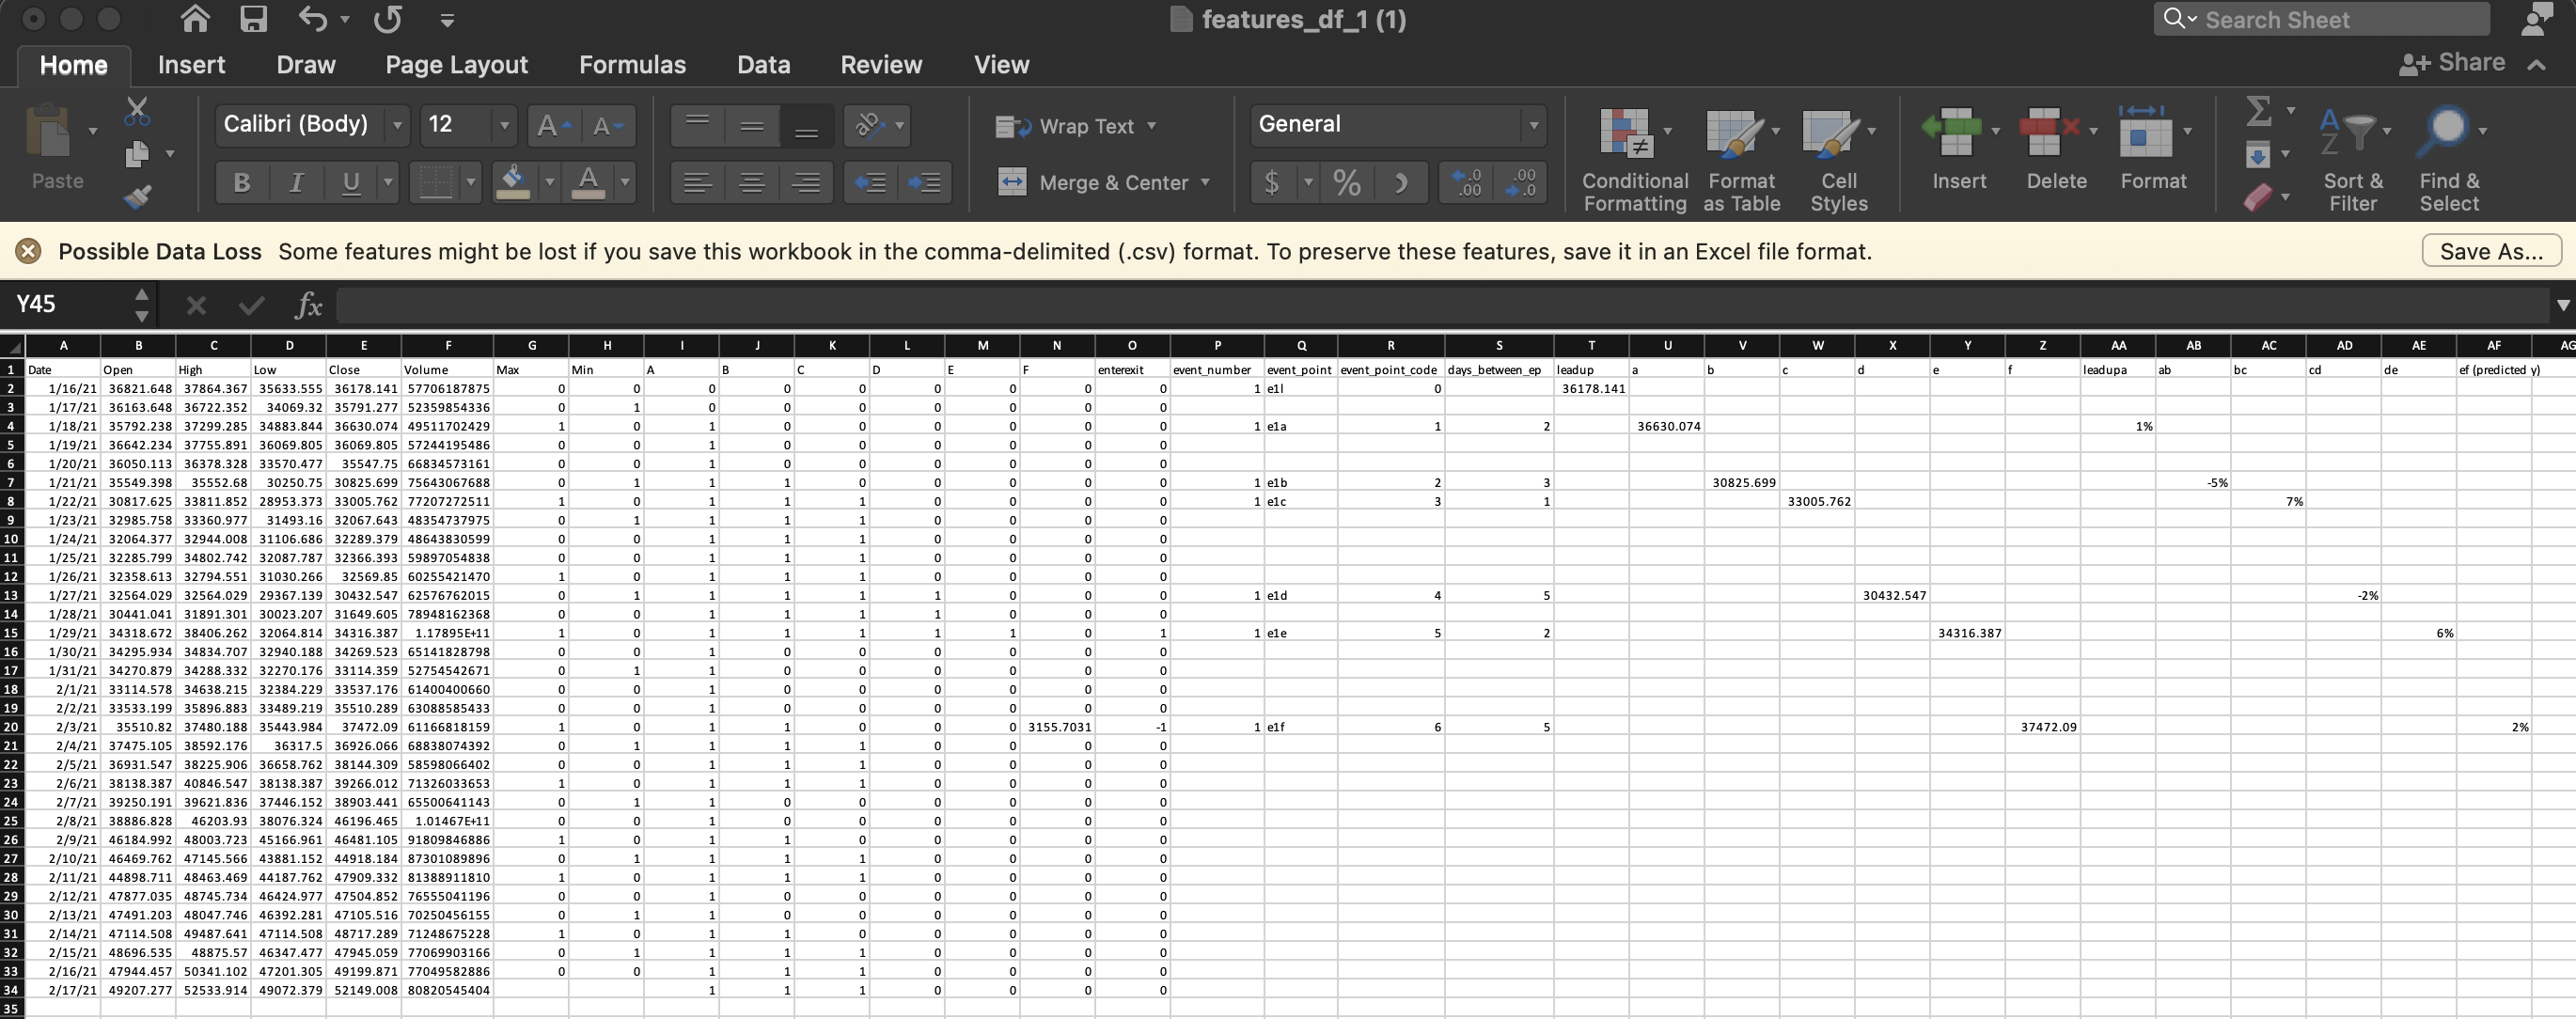 features_df_1 (1)
Search Sheet
Home Insert Draw Page Layout Formulas Data Review View
Share
Paste
Calibri (Body) 12
Wrap Text
Merge & Center
General
Conditional Formatting
Format as Table
Cell Styles
Insert
Delete
Format
Sort & Filter
Find & Select
Possible Data Loss Some features might be lost if you save this workbook in the comma-delimited (.csv) format. To preserve these features, save it in an Excel file format.
Save As...
Y45 fx
A B C D E F G H I J K L M N O P Q R S T U V W X Y Z AA AB AC AD AE AF AG
1 Date Open High Low Close Volume Max Min A B C D E F enterexit event_number event_point event_point_code days_between_ep leadup a b c d e f leadupa ab bc cd de ef (predicted y)
2 1/16/21 36821.648 37864.367 35633.555 36178.141 57706187875 0 0 0 0 0 0 0 0 0 1 e1l 0 36178.141
3 1/17/21 36163.648 36722.352 34069.32 35791.277 52359854336 0 1 0 0 0 0 0 0 0
4 1/18/21 35792.238 37299.285 34883.844 36630.074 49511702429 1 0 1 0 0 0 0 0 0 1 e1a 1 2 36630.074 1%
5 1/19/21 36642.234 37755.891 36069.805 36069.805 57244195486 0 0 1 0 0 0 0 0 0
6 1/20/21 36050.113 36378.328 33570.477 35547.75 66834573161 0 0 1 0 0 0 0 0 0
7 1/21/21 35549.398 35552.68 30250.75 30825.699 75643067688 0 1 1 1 0 0 0 0 0 1 e1b 2 3 30825.699 -5%
8 1/22/21 30817.625 33811.852 28953.373 33005.762 77207272511 1 0 1 1 1 0 0 0 0 1 e1c 3 1 33005.762 7%
9 1/23/21 32985.758 33360.977 31493.16 32067.643 48354737975 0 1 1 1 1 0 0 0 0
10 1/24/21 32064.377 32944.008 31106.686 32289.379 48643830599 0 0 1 1 1 0 0 0 0
11 1/25/21 32285.799 34802.742 32087.787 32366.393 59897054838 0 0 1 1 1 0 0 0 0
12 1/26/21 32358.613 32794.551 31030.266 32569.85 60255421470 1 0 1 1 1 0 0 0 0
13 1/27/21 32564.029 32564.029 29367.139 30432.547 62576762015 0 1 1 1 1 1 0 0 0 1 e1d 4 5 30432.547 -2%
14 1/28/21 30441.041 31891.301 30023.207 31649.605 78948162368 0 0 1 1 1 1 0 0 0
15 1/29/21 34318.672 38406.262 32064.814 34316.387 1.17895E+11 1 0 1 1 1 1 1 0 1 1 e1e 5 2 34316.387 6%
16 1/30/21 34295.934 34834.707 32940.188 34269.523 65141828798 0 0 1 0 0 0 0 0 0
17 1/31/21 34270.879 34288.332 32270.176 33114.359 52754542671 0 1 1 0 0 0 0 0 0
18 2/1/21 33114.578 34638.215 32384.229 33537.176 61400400660 0 0 1 0 0 0 0 0 0
19 2/2/21 33533.199 35896.883 33489.219 35510.289 63088585433 0 0 1 0 0 0 0 0 0
20 2/3/21 35510.82 37480.188 35443.984 37472.09 61166818159 1 0 1 1 0 0 0 3155.7031 -1 1 e1f 6 5 37472.09 2%
21 2/4/21 37475.105 38592.176 36317.5 36926.066 68838074392 0 1 1 1 1 0 0 0 0
22 2/5/21 36931.547 38225.906 36658.762 38144.309 58598066402 0 0 1 1 1 0 0 0 0
23 2/6/21 38138.387 40846.547 38138.387 39266.012 71326033653 1 0 1 1 1 0 0 0 0
24 2/7/21 39250.191 39621.836 37446.152 38903.441 65500641143 0 1 1 0 0 0 0 0 0
25 2/8/21 38886.828 46203.93 38076.324 46196.465 1.01467E+11 0 0 1 0 0 0 0 0 0
26 2/9/21 46184.992 48003.723 45166.961 46481.105 91809846886 1 0 1 1 0 0 0 0 0
27 2/10/21 46469.762 47145.566 43881.152 44918.184 87301089896 0 1 1 1 1 0 0 0 0
28 2/11/21 44898.711 48463.469 44187.762 47909.332 81388911810 1 0 1 1 1 0 0 0 0
29 2/12/21 47877.035 48745.734 46424.977 47504.852 76555041196 0 0 1 0 0 0 0 0 0
30 2/13/21 47491.203 48047.746 46392.281 47105.516 70250456155 0 1 1 0 0 0 0 0 0
31 2/14/21 47114.508 49487.641 47114.508 48717.289 71248675228 1 0 1 1 0 0 0 0 0
32 2/15/21 48696.535 48875.57 46347.477 47945.059 77069903166 0 1 1 1 1 0 0 0 0
33 2/16/21 47944.457 50341.102 47201.305 49199.871 77049582886 0 0 1 1 1 0 0 0 0
34 2/17/21 49207.277 52533.914 49072.379 52149.008 80820545404 1 1 1 0 0 0 0
35